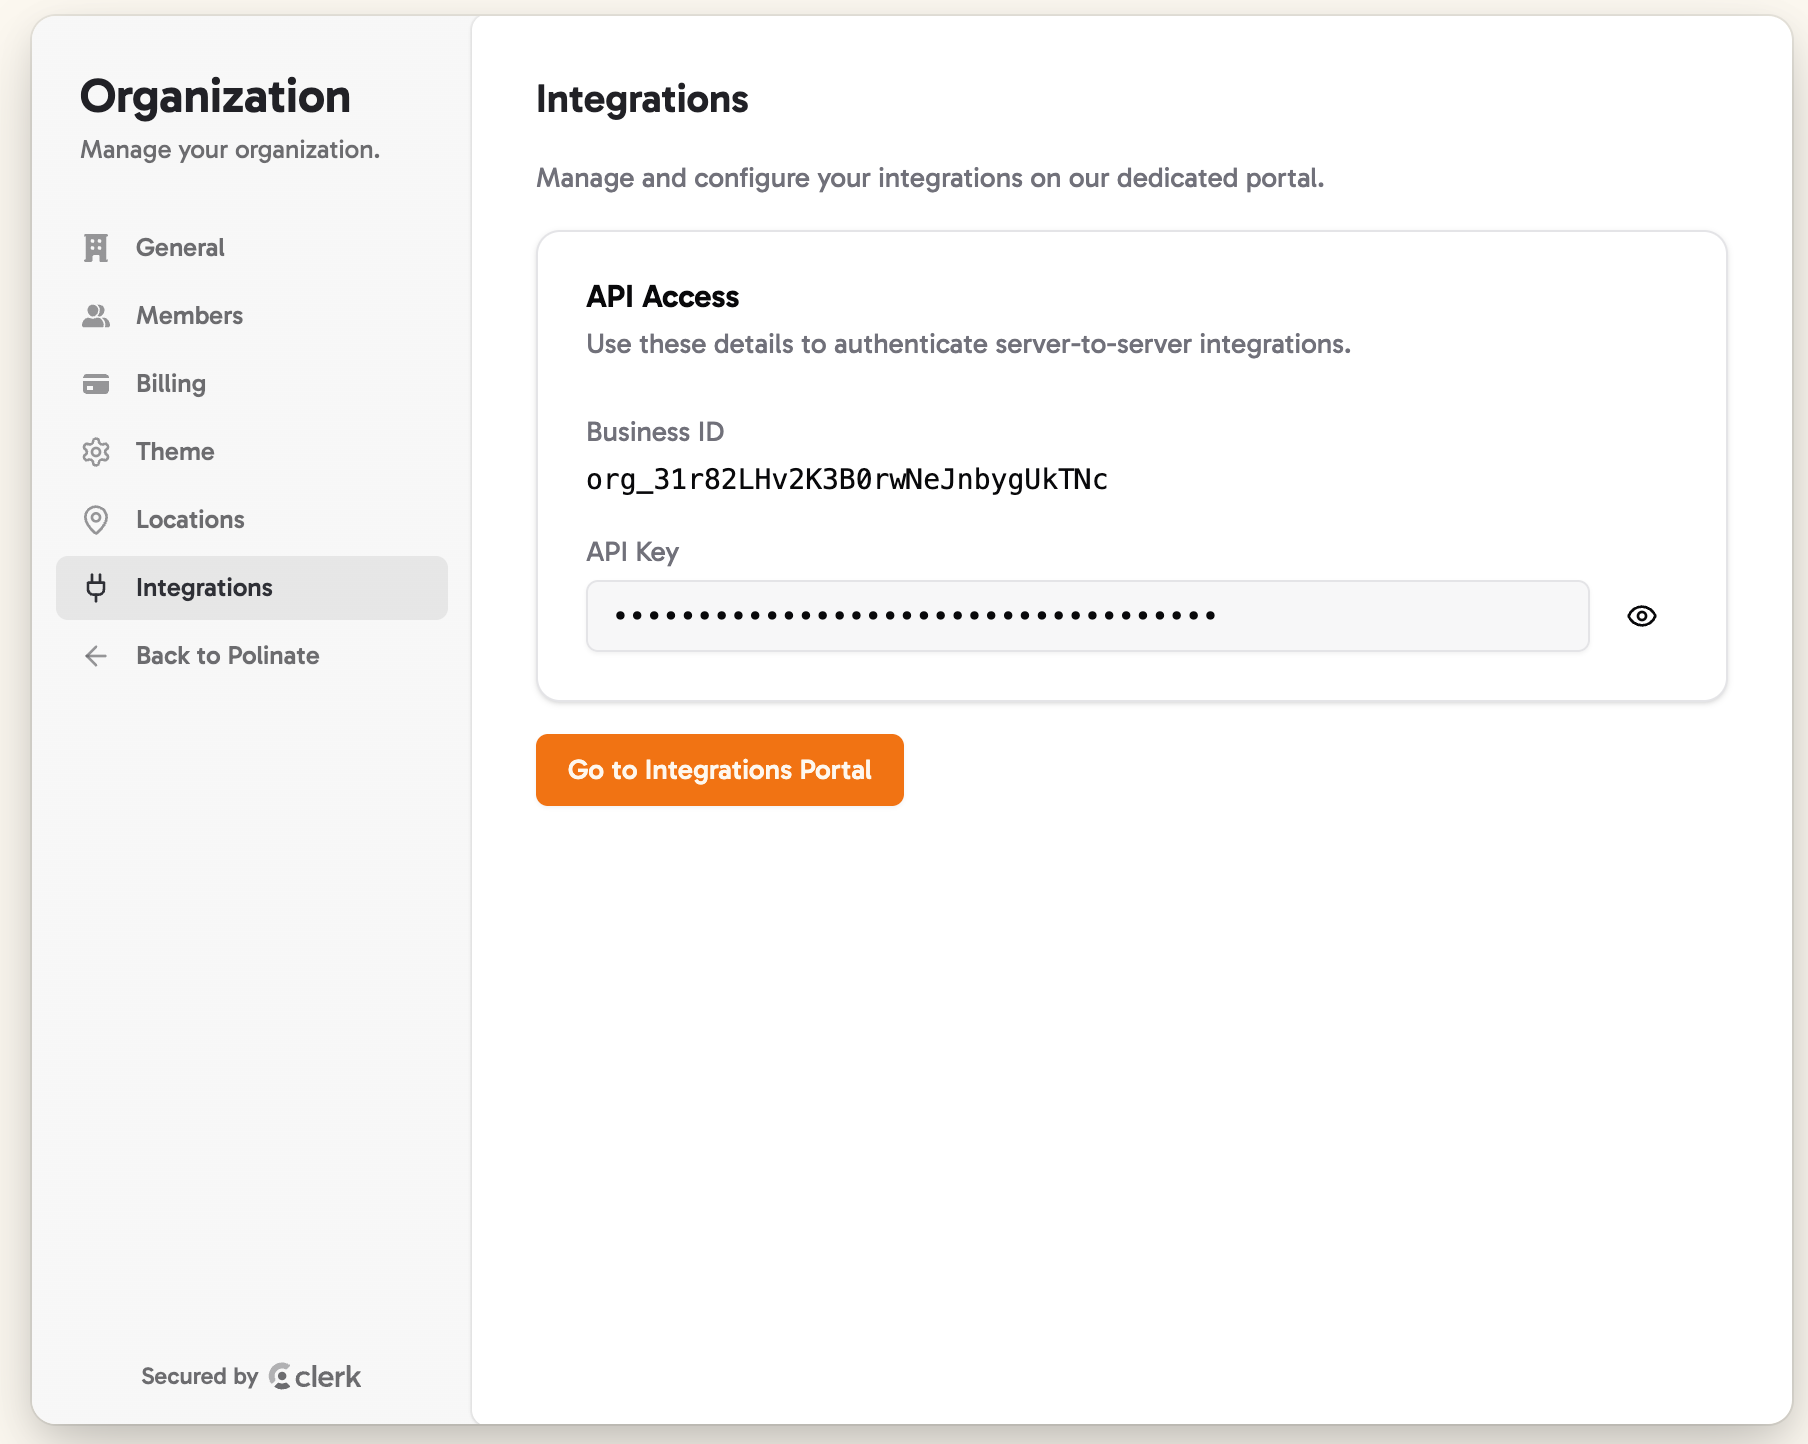 Organization
Manage your organization.
General
Members
Billing
Theme
Locations
Integrations
Back to Polinate
Secured by clerk
Integrations
Manage and configure your integrations on our dedicated portal.
API Access
Use these details to authenticate server-to-server integrations.
Business ID
org_31r82LHv2K3B0rwNeJnbygUkTNc
API Key
••••••••••••••••••••••••••••••••••••
Go to Integrations Portal